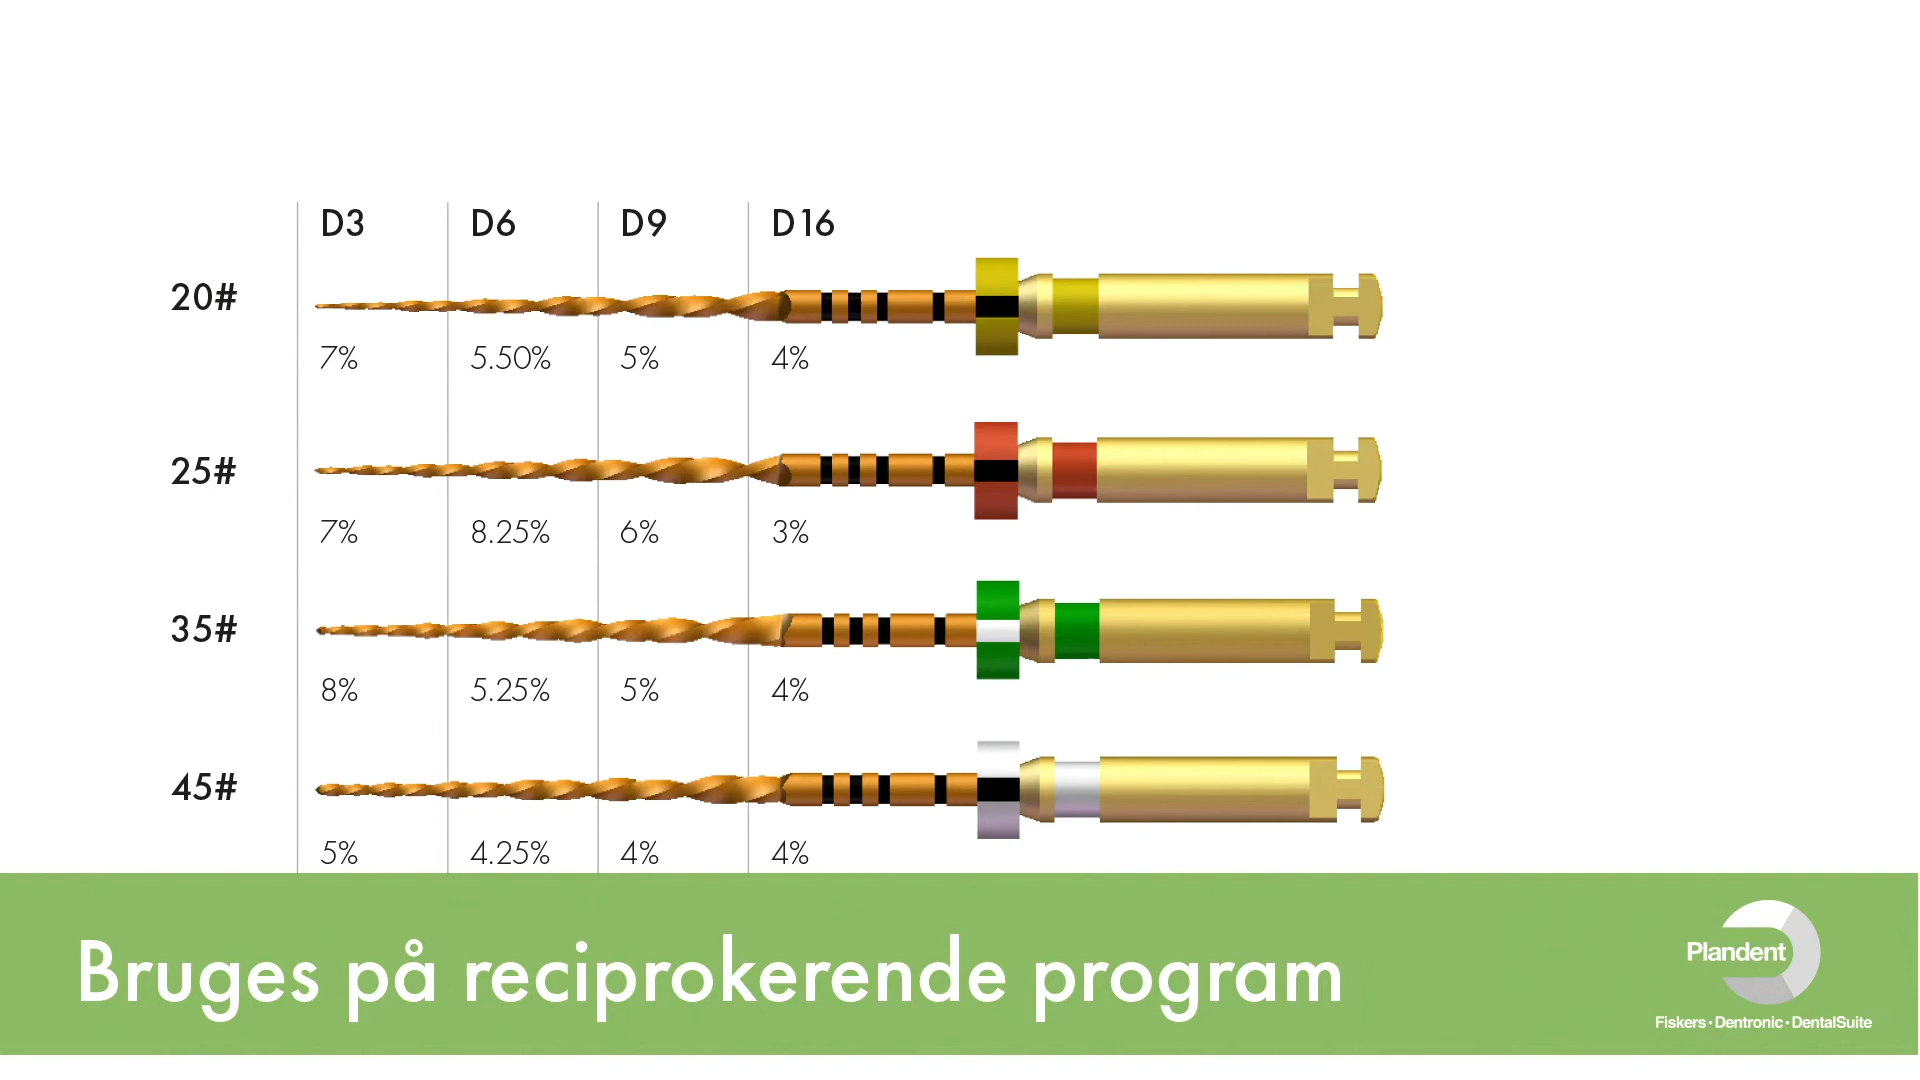 D3 D6 D9 D16
20#
7% 5.50% 5% 4%
25#
7% 8.25% 6% 3%
35#
8% 5.25% 5% 4%
45#
5% 4.25% 4% 4%
Bruges på reciprokerende program
Plandent
Fiskers • Dentronic • DentalSuite